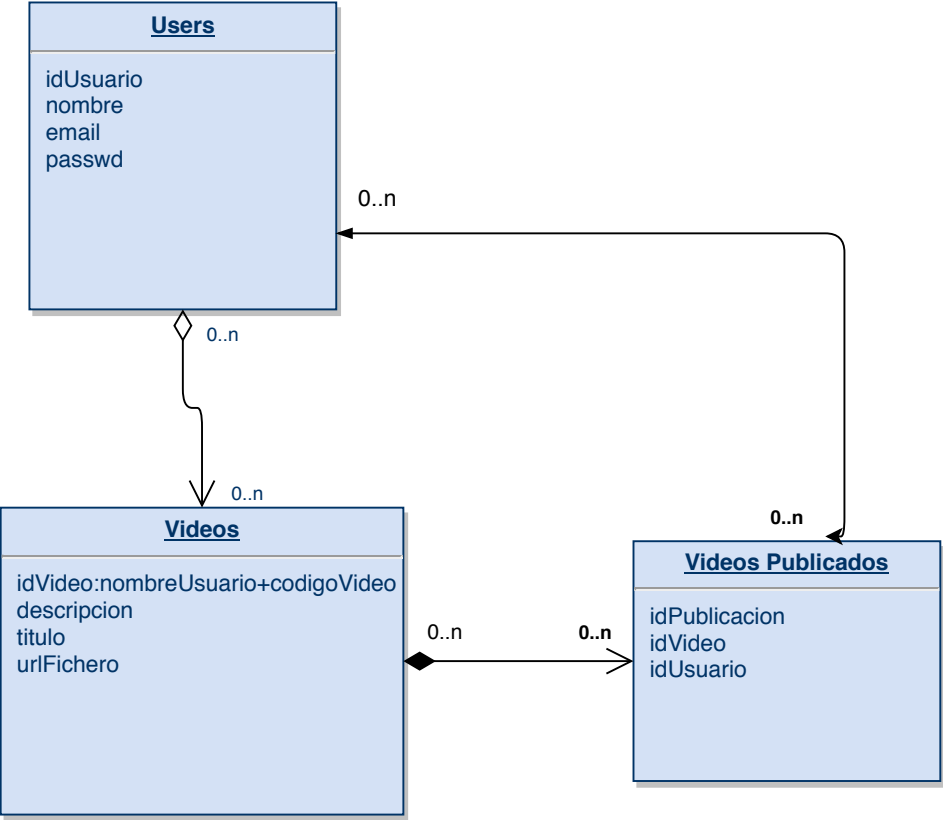 Users
idUsuario
nombre
email
passwd
0..n
0..n
0..n
Videos
idVideo:nombreUsuario+codigoVideo
descripcion
titulo
urlFichero
0..n
0..n
0..n
Videos Publicados
idPublicacion
idVideo
idUsuario